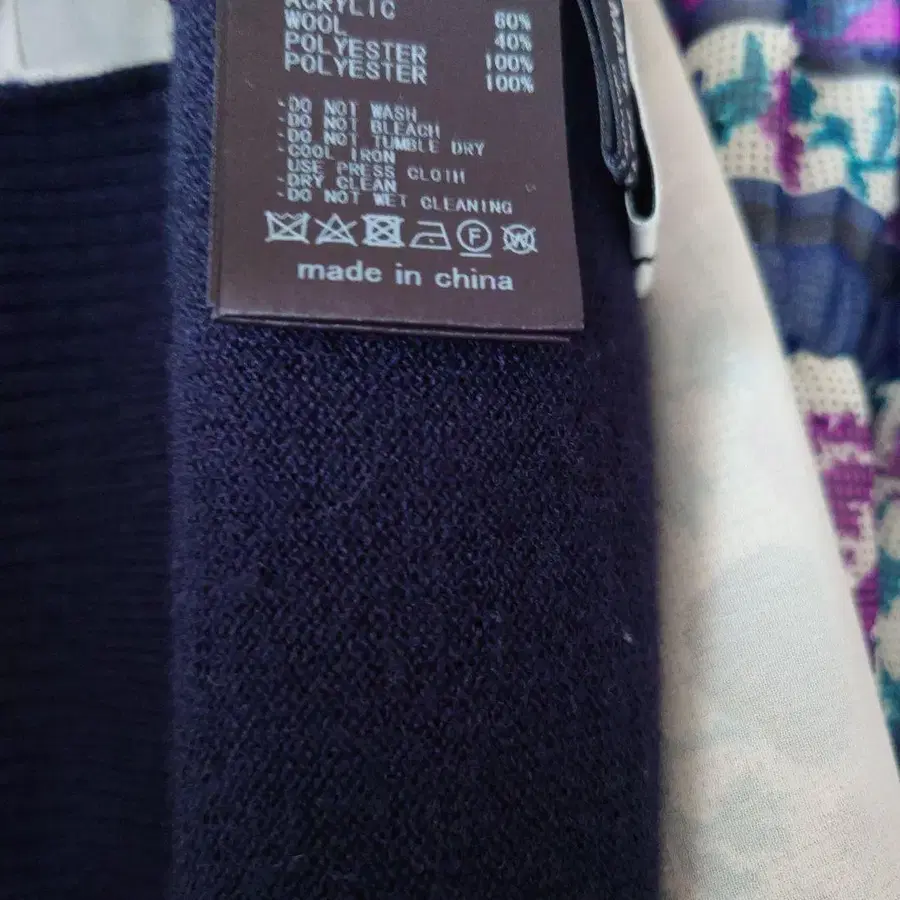 ACRYLIC 60%
WOOL 40%
POLYESTER 100%
POLYESTER 100%
-DO NOT WASH
-DO NOT BLEACH
-DO NOT TUMBLE DRY
-COOL IRON
USE PRESS CLOTH
-DRY CLEAN
-DO NOT WET CLEANING
F W
made in china